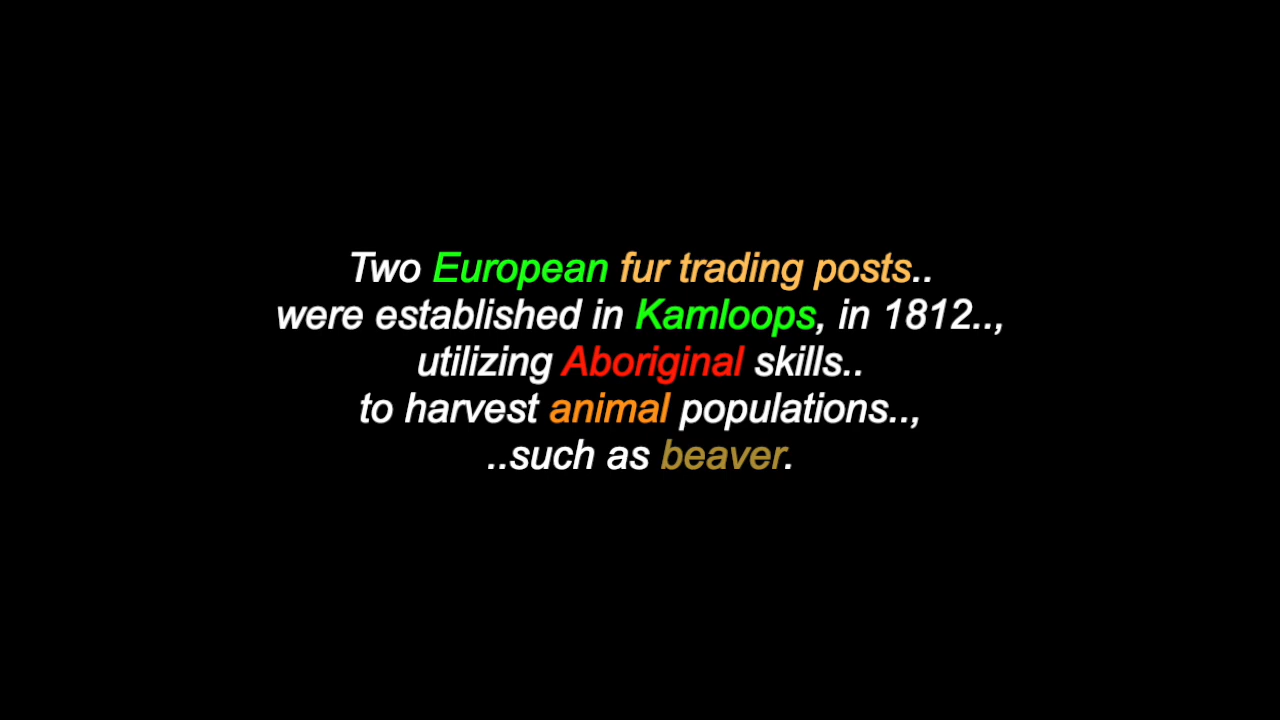 Two European fur trading posts..
were established in Kamloops, in 1812..,
utilizing Aboriginal skills..
to harvest animal populations..,
..such as beaver.